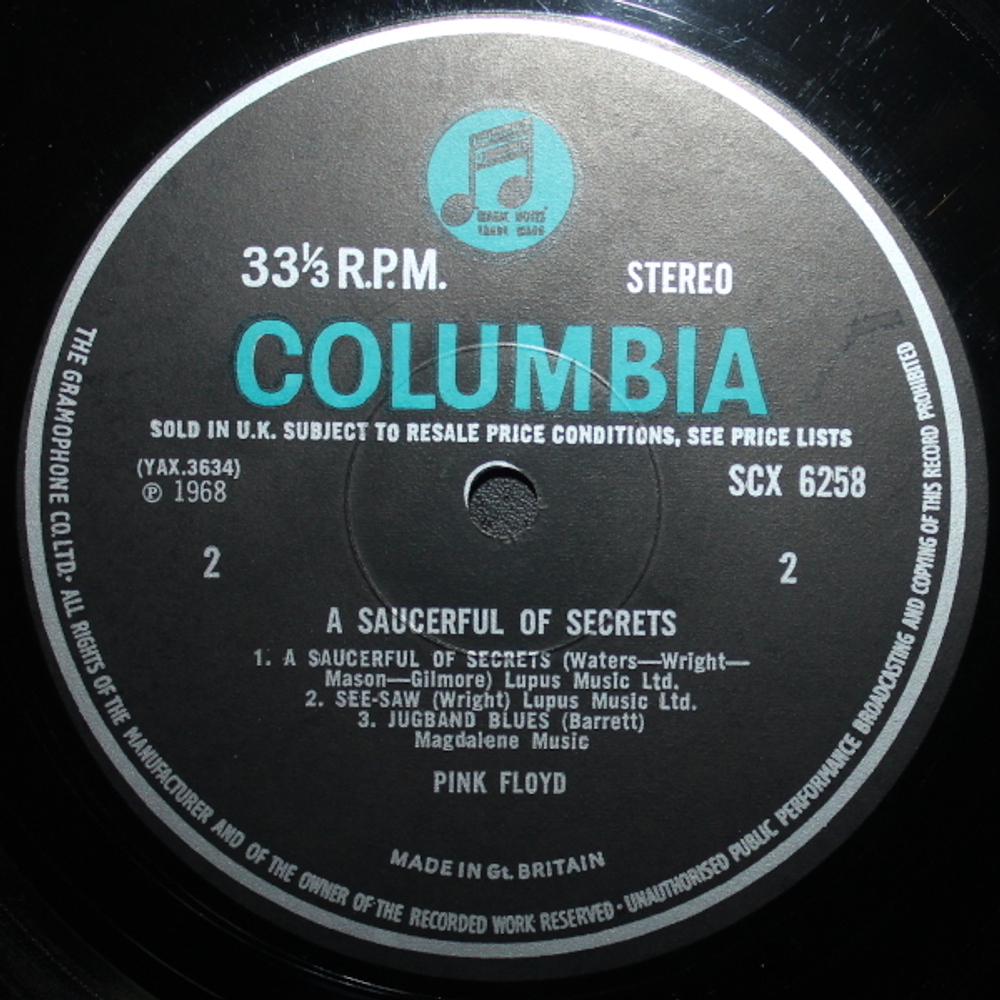 MAGIC NOTES
TRADE MARK
33⅓ R.P.M.
STEREO
COLUMBIA
SOLD IN U.K. SUBJECT TO RESALE PRICE CONDITIONS, SEE PRICE LISTS
(YAX.3634)
℗ 1968
SCX 6258
2
2
A SAUCERFUL OF SECRETS
1. A SAUCERFUL OF SECRETS (Waters—Wright—
Mason—Gilmore) Lupus Music Ltd.
2. SEE-SAW (Wright) Lupus Music Ltd.
3. JUGBAND BLUES (Barrett)
Magdalene Music
PINK FLOYD
MADE IN Gt. BRITAIN
THE GRAMOPHONE CO. LTD. · ALL RIGHTS OF THE MANUFACTURER AND OF THE OWNER OF THE RECORDED WORK RESERVED · UNAUTHORISED PUBLIC PERFORMANCE BROADCASTING AND COPYING OF THIS RECORD PROHIBITED